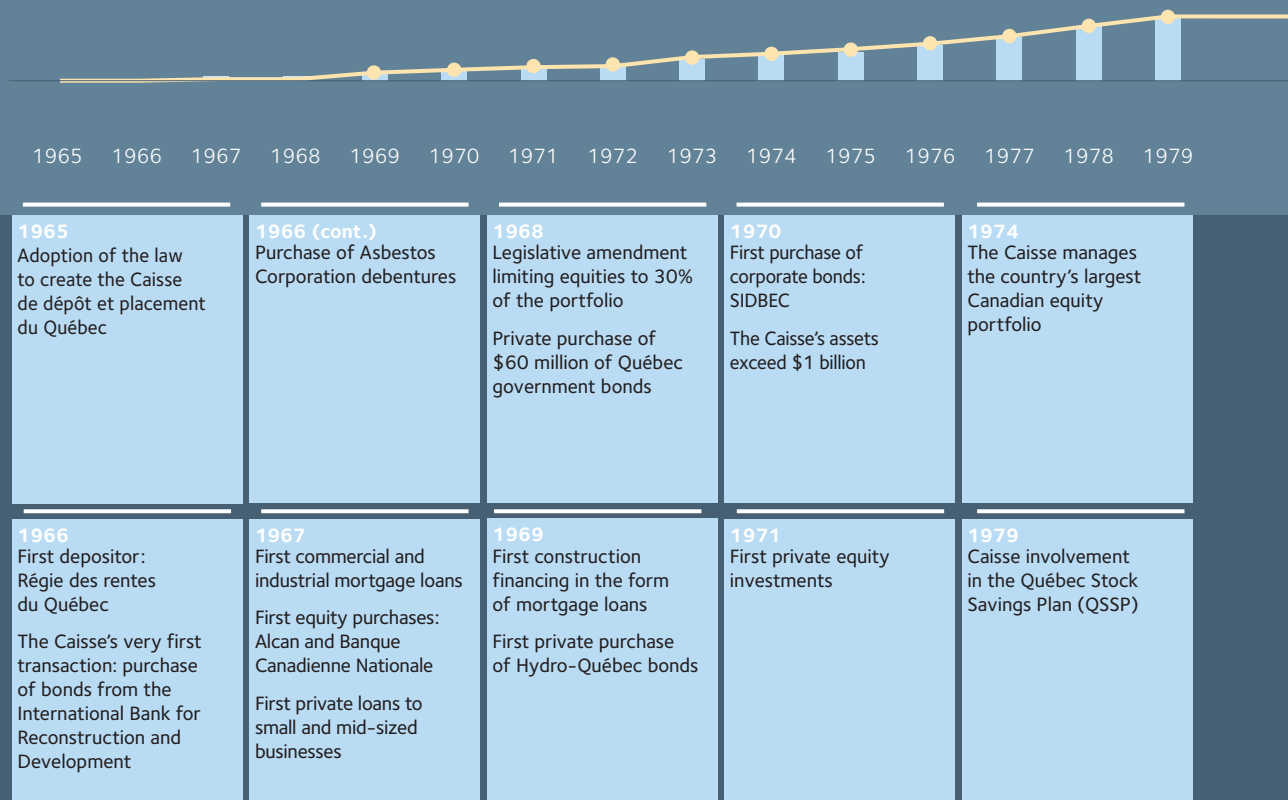 1965 1966 1967 1968 1969 1970 1971 1972 1973 1974 1975 1976 1977 1978 1979
1965
Adoption of the law
to create the Caisse
de dépôt et placement
du Québec
1966
First depositor:
Régie des rentes
du Québec
The Caisse's very first
transaction: purchase
of bonds from the
International Bank for
Reconstruction and
Development
1966 (cont.)
Purchase of Asbestos
Corporation debentures
1967
First commercial and
industrial mortgage loans
First equity purchases:
Alcan and Banque
Canadienne Nationale
First private loans to
small and mid-sized
businesses
1968
Legislative amendment
limiting equities to 30%
of the portfolio
Private purchase of
$60 million of Québec
government bonds
1969
First construction
financing in the form
of mortgage loans
First private purchase
of Hydro-Québec bonds
1970
First purchase of
corporate bonds:
SIDBEC
The Caisse's assets
exceed $1 billion
1971
First private equity
investments
1974
The Caisse manages
the country's largest
Canadian equity
portfolio
1979
Caisse involvement
in the Québec Stock
Savings Plan (QSSP)